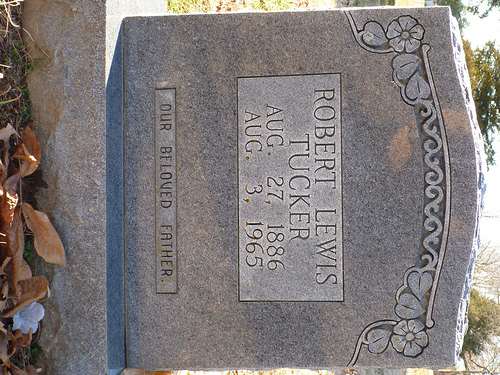 ROBERT LEWIS
TUCKER
AUG. 27, 1886
AUG. 3, 1965
OUR BELOVED FATHER.